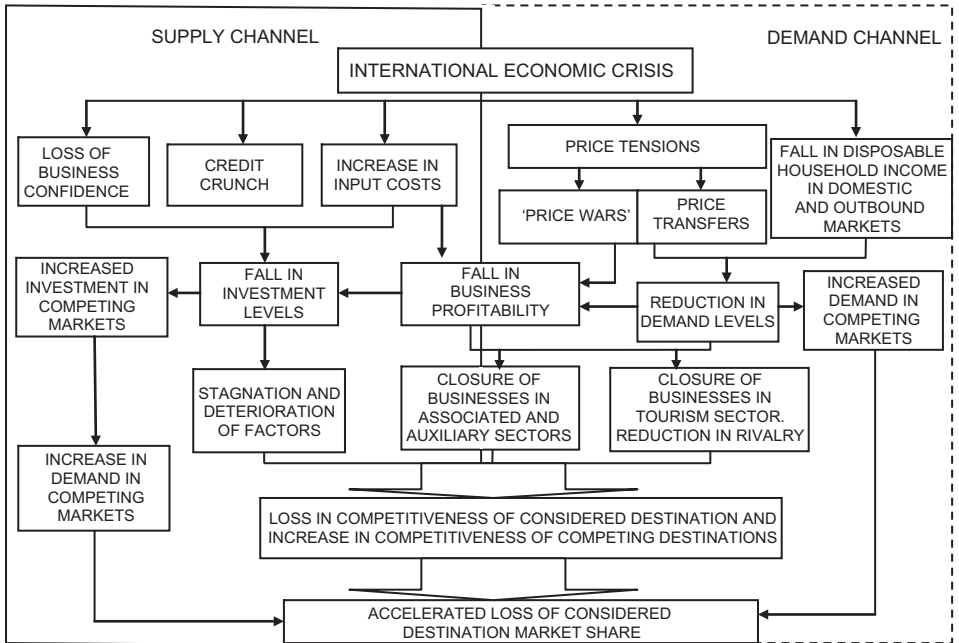 SUPPLY CHANNEL
DEMAND CHANNEL
INTERNATIONAL ECONOMIC CRISIS
LOSS OF
BUSINESS
CONFIDENCE
CREDIT
CRUNCH
INCREASE IN
INPUT COSTS
PRICE TENSIONS
FALL IN DISPOSABLE
HOUSEHOLD INCOME
IN DOMESTIC
AND OUTBOUND
MARKETS
'PRICE WARS'
PRICE
TRANSFERS
INCREASED
INVESTMENT IN
COMPETING
MARKETS
FALL IN
INVESTMENT
LEVELS
FALL IN
BUSINESS
PROFITABILITY
REDUCTION IN
DEMAND LEVELS
INCREASED
DEMAND IN
COMPETING
MARKETS
STAGNATION AND
DETERIORATION
OF FACTORS
CLOSURE OF
BUSINESSES IN
ASSOCIATED AND
AUXILIARY SECTORS
CLOSURE OF
BUSINESSES IN
TOURISM SECTOR.
REDUCTION IN RIVALRY
INCREASE IN
DEMAND IN
COMPETING
MARKETS
LOSS IN COMPETITIVENESS OF CONSIDERED DESTINATION AND
INCREASE IN COMPETITIVENESS OF COMPETING DESTINATIONS
ACCELERATED LOSS OF CONSIDERED
DESTINATION MARKET SHARE